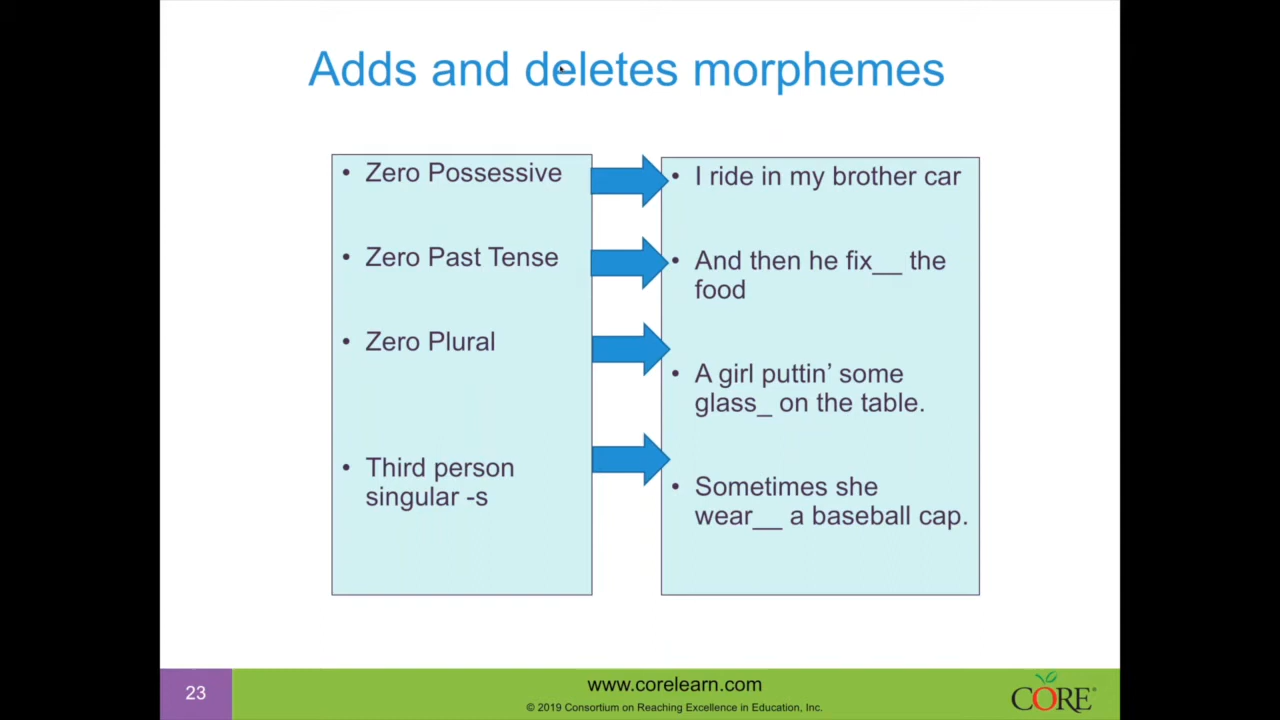 Adds and deletes morphemes
• Zero Possessive
• I ride in my brother car
• Zero Past Tense
• And then he fix__ the
food
• Zero Plural
• A girl puttin’ some
glass_ on the table.
• Third person
singular -s
• Sometimes she
wear__ a baseball cap.
23
www.corelearn.com
© 2019 Consortium on Reaching Excellence in Education, Inc.
CORE®